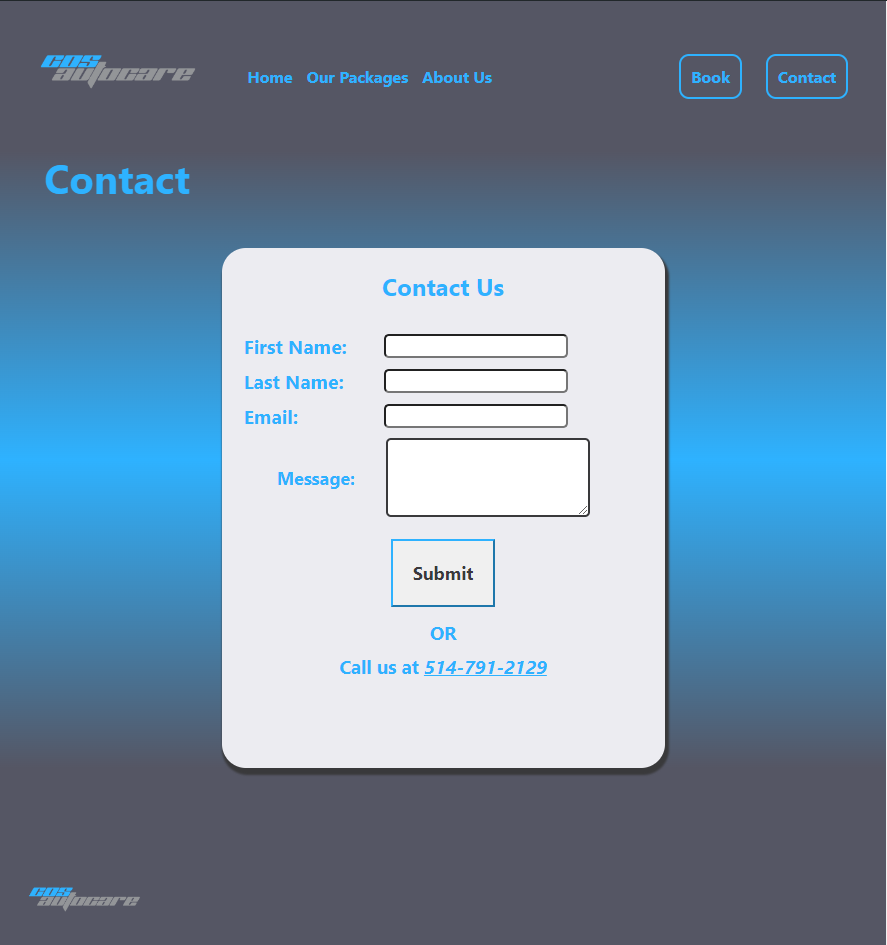 cos
autocare
Home Our Packages About Us
Book
Contact
Contact
Contact Us
First Name:
Last Name:
Email:
Message:
Submit
OR
Call us at 514-791-2129
cos
autocare